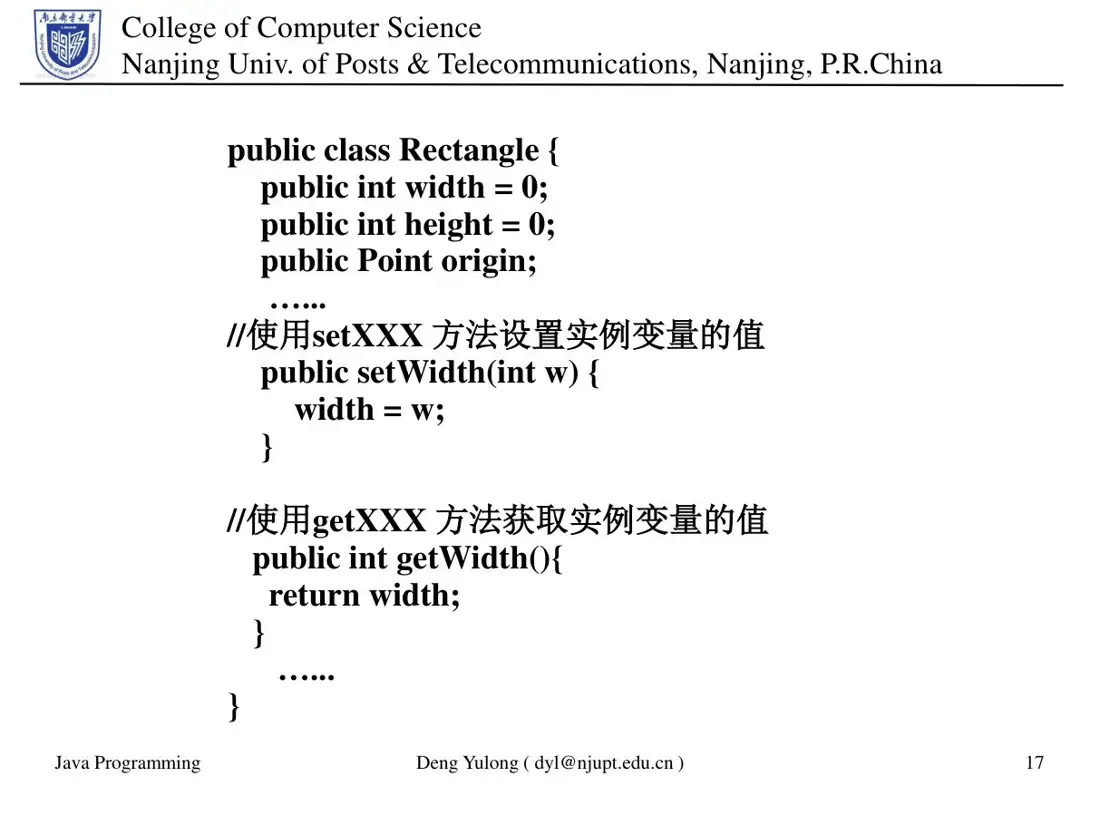 College of Computer Science
Nanjing Univ. of Posts & Telecommunications, Nanjing, P.R.China
public class Rectangle {
public int width = 0;
public int height = 0;
public Point origin;
…...
//使用setXXX 方法设置实例变量的值
public setWidth(int w) {
width = w;
}
//使用getXXX 方法获取实例变量的值
public int getWidth(){
return width;
}
…...
}
Java Programming
Deng Yulong ( dyl@njupt.edu.cn )
17